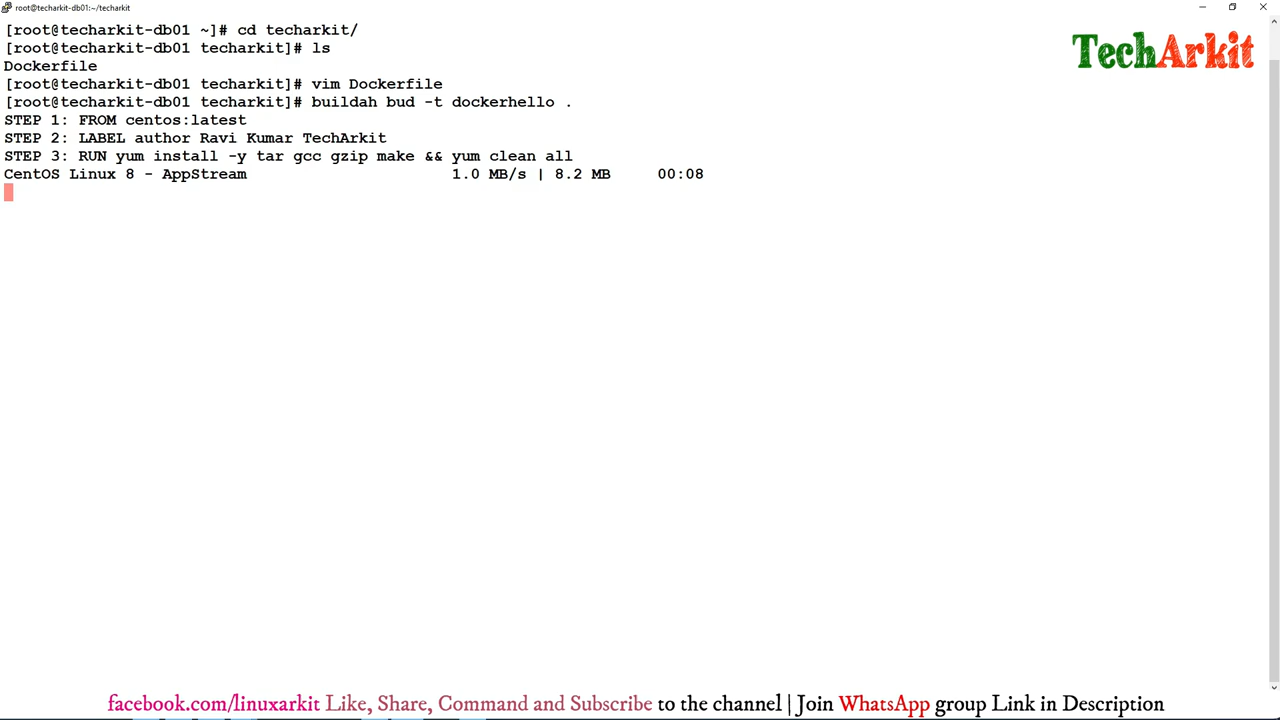 root@techarkit-db01:~/techarkit
[root@techarkit-db01 ~]# cd techarkit/
[root@techarkit-db01 techarkit]# ls
Dockerfile
[root@techarkit-db01 techarkit]# vim Dockerfile
[root@techarkit-db01 techarkit]# buildah bud -t dockerhello .
STEP 1: FROM centos:latest
STEP 2: LABEL author Ravi Kumar TechArkit
STEP 3: RUN yum install -y tar gcc gzip make && yum clean all
CentOS Linux 8 - AppStream 1.0 MB/s | 8.2 MB 00:08
TechArkit
facebook.com/linuxarkit Like, Share, Command and Subscribe to the channel | Join WhatsApp group Link in Description